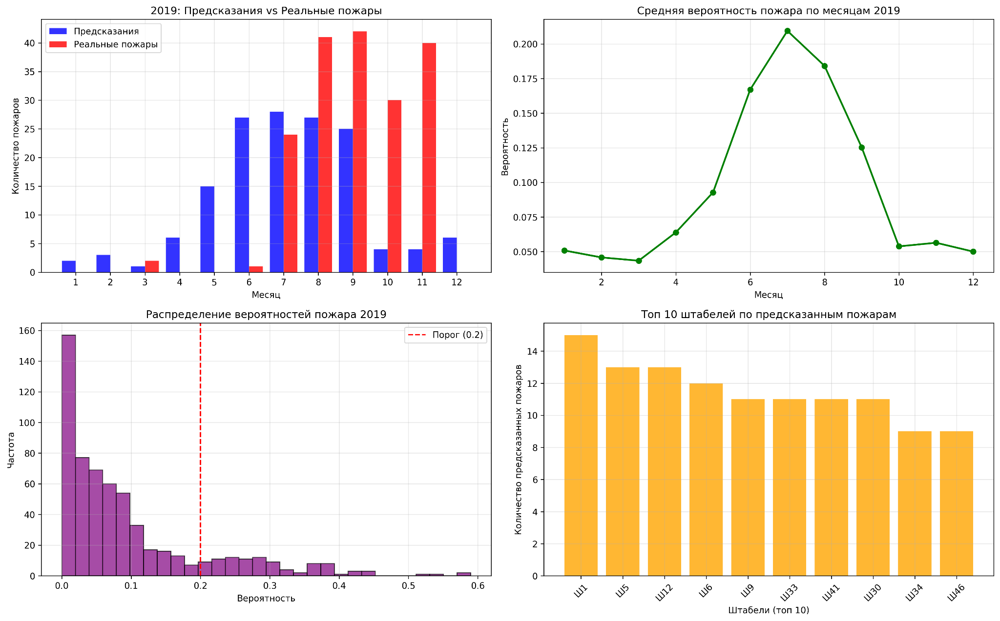 2019: Предсказания vs Реальные пожары
Предсказания
Реальные пожары
Количество пожаров
40
35
30
25
20
15
10
5
0
1 2 3 4 5 6 7 8 9 10 11 12
Месяц
Средняя вероятность пожара по месяцам 2019
Вероятность
0.200
0.175
0.150
0.125
0.100
0.075
0.050
2 4 6 8 10 12
Месяц
Распределение вероятностей пожара 2019
Порог (0.2)
Частота
160
140
120
100
80
60
40
20
0
0.0 0.1 0.2 0.3 0.4 0.5 0.6
Вероятность
Топ 10 штабелей по предсказанным пожарам
Количество предсказанных пожаров
14
12
10
8
6
4
2
0
Ш1 Ш5 Ш12 Ш6 Ш9 Ш33 Ш41 Ш30 Ш34 Ш46
Штабели (топ 10)